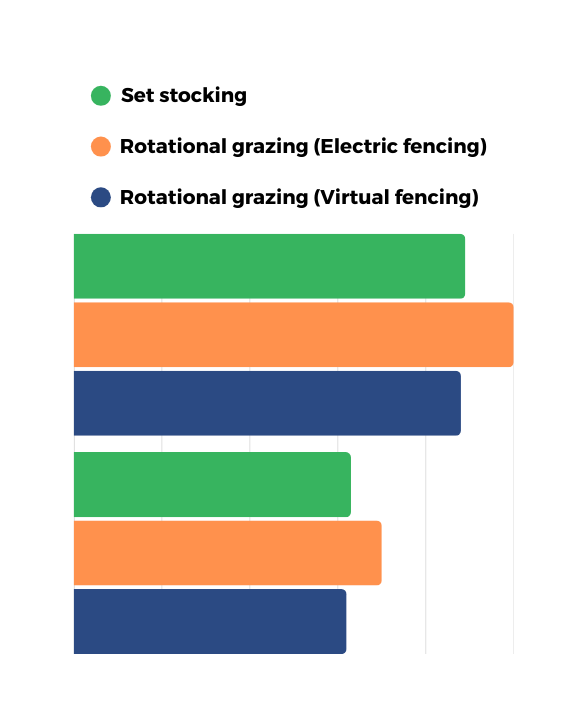 Set stocking
Rotational grazing (Electric fencing)
Rotational grazing (Virtual fencing)